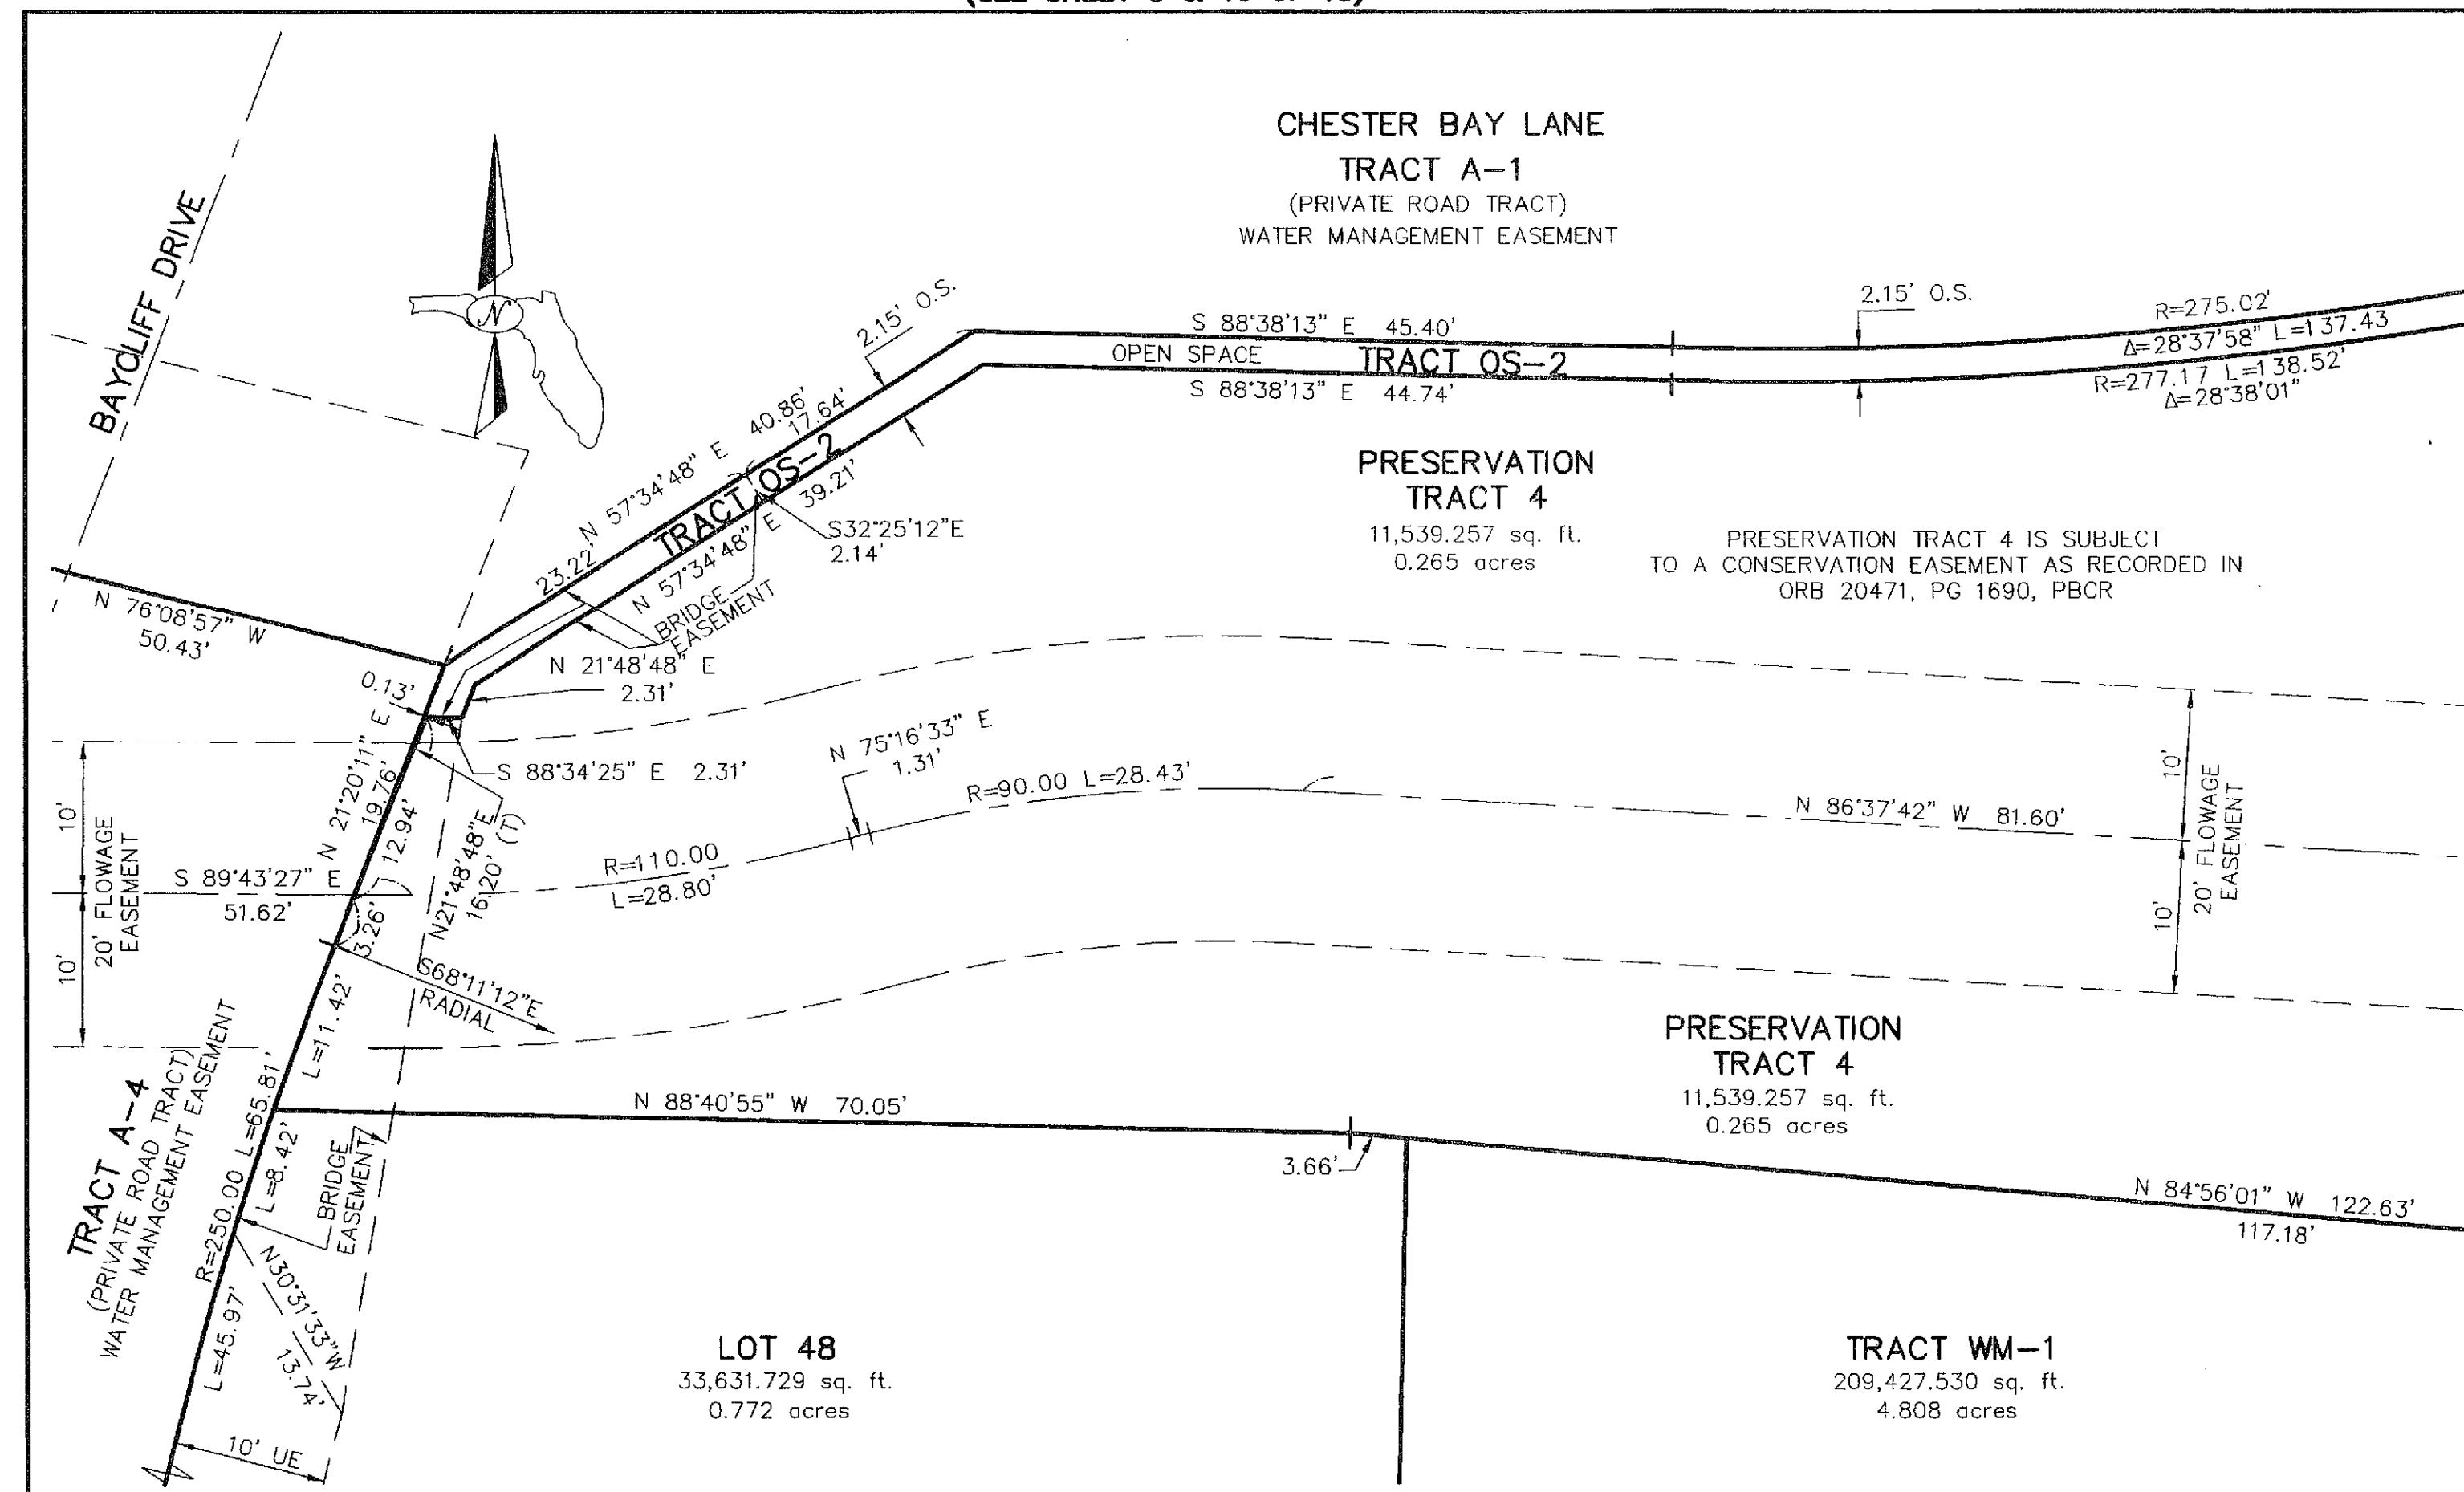 CHESTER BAY LANE
TRACT A-1
(PRIVATE ROAD TRACT)
WATER MANAGEMENT EASEMENT
BAYCLIFF DRIVE
N
2.15' O.S.
2.15' O.S.
S 88°38'13" E 45.40'
OPEN SPACE TRACT OS-2
S 88°38'13" E 44.74'
R=275.02'
Δ=28°37'58" L=137.43
R=277.17 L=138.52'
Δ=28°38'01"
N 57°34'48" E 40.86'
17.64'
23.22'
TRACT OS-2
N 57°34'48" E 39.21'
S32°25'12"E
2.14'
BRIDGE
EASEMENT
PRESERVATION
TRACT 4
11,539.257 sq. ft.
0.265 acres
PRESERVATION TRACT 4 IS SUBJECT
TO A CONSERVATION EASEMENT AS RECORDED IN
ORB 20471, PG 1690, PBCR
N 76°08'57" W
50.43'
N 21°48'48" E
2.31'
0.13'
S 88°34'25" E 2.31'
N 21°20'11" E
19.76'
12.94'
N21°48'48"E
16.20' (T)
N 75°16'33" E
1.31'
R=90.00 L=28.43'
R=110.00
L=28.80'
N 86°37'42" W 81.60'
10'
10'
20' FLOWAGE
EASEMENT
10'
10'
20' FLOWAGE
EASEMENT
S 89°43'27" E
51.62'
3.26'
S68°11'12"E
RADIAL
L=11.42'
PRESERVATION
TRACT 4
11,539.257 sq. ft.
0.265 acres
N 88°40'55" W 70.05'
3.66'
N 84°56'01" W 122.63'
117.18'
TRACT A-4
(PRIVATE ROAD TRACT)
WATER MANAGEMENT EASEMENT
R=250.00 L=65.81'
L=8.42'
BRIDGE
EASEMENT
L=45.97'
N30°31'33"W
13.74'
10' UE
LOT 48
33,631.729 sq. ft.
0.772 acres
TRACT WM-1
209,427.530 sq. ft.
4.808 acres